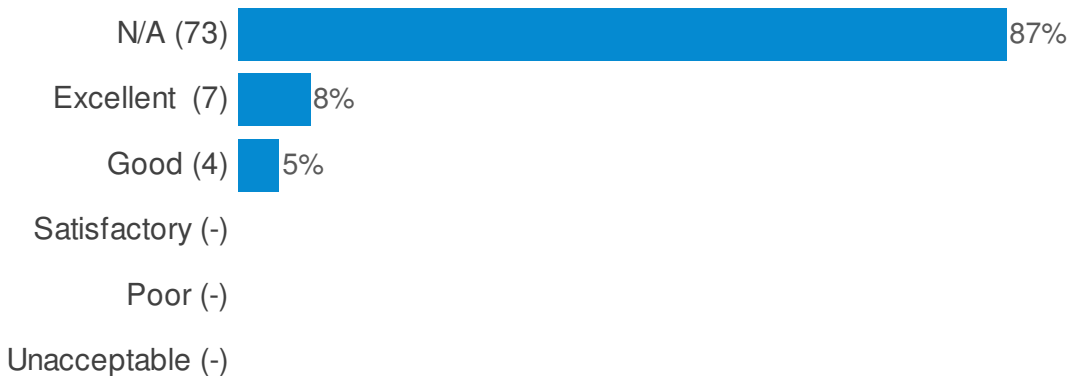 N/A (73) 87%
Excellent  (7) 8%
Good (4) 5%
Satisfactory (-)
Poor (-)
Unacceptable (-)